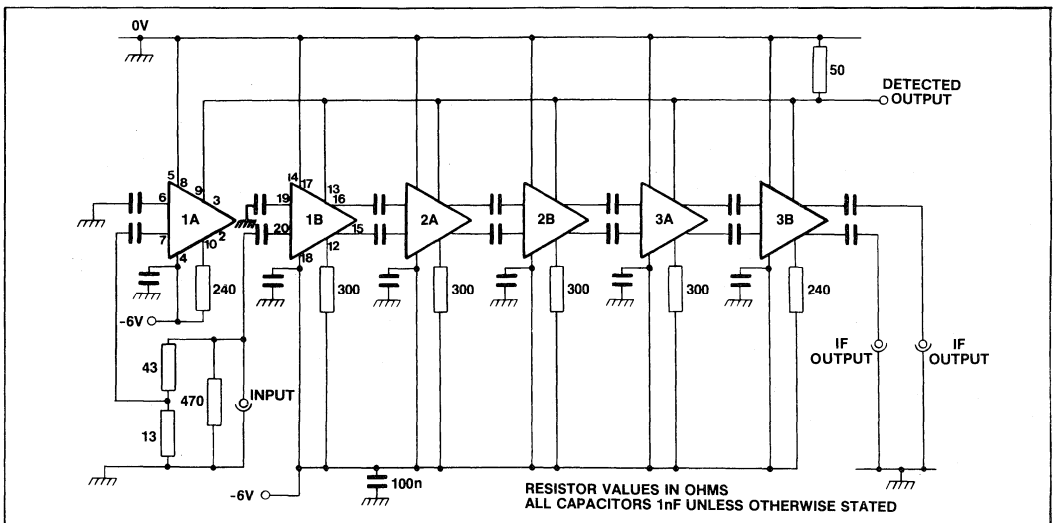 0V
50
DETECTED
OUTPUT
5
8
9
3
6
1A
7
2
10
4
14
17
13
16
19
1B
20
15
12
18
2A
2B
3A
3B
240
300
300
300
300
240
-6V
43
470
INPUT
13
IF
OUTPUT
IF
OUTPUT
-6V
100n
RESISTOR VALUES IN OHMS
ALL CAPACITORS 1nF UNLESS OTHERWISE STATED